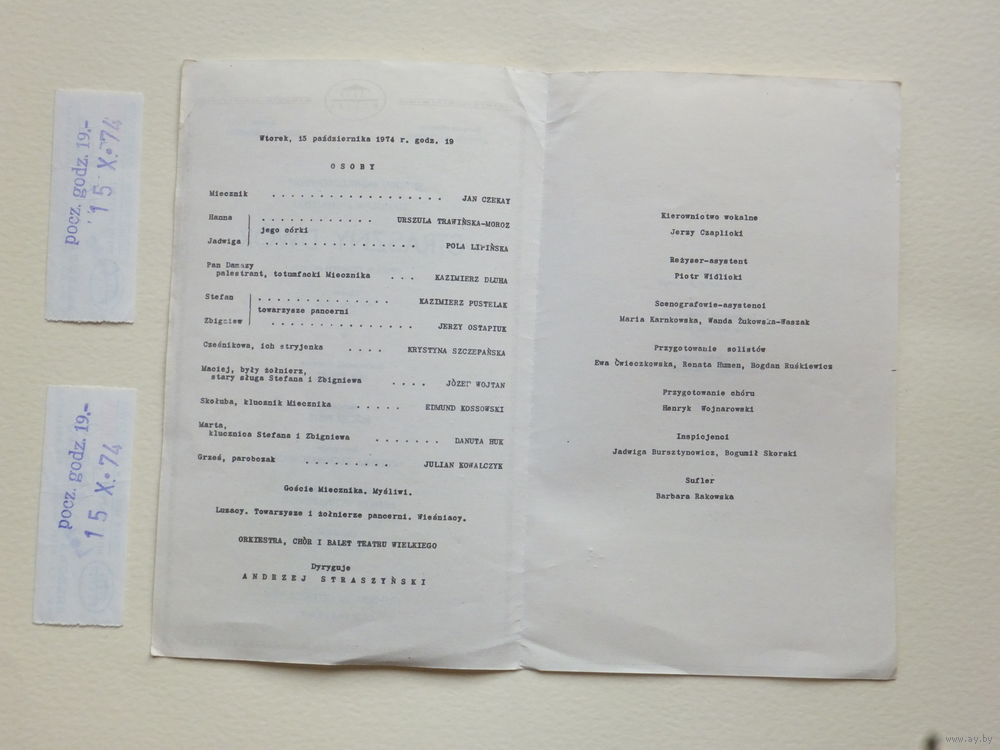 pocz. godz. 19.-
15 X. 74
pocz. godz. 19.-
15 X. 74
Wtorek, 15 października 1974 r. godz. 19
OSOBY
Miecznik .................. JAN CZEKAY
Hanna ............ URSZULA TRAWIŃSKA-MOROZ
jego córki
Jadwiga ................ POLA LIPIŃSKA
Pan Damazy
palestrant, totumfacki Miecznika ... KAZIMIERZ DŁUHA
Stefan .............. KAZIMIERZ PUSTELAK
towarzysze pancerni
Zbigniew ............... JERZY OSTAPIUK
Cześnikowa, ich stryjenka .... KRYSTYNA SZCZEPAŃSKA
Maciej, były żołnierz,
stary sługa Stefana i Zbigniewa .... JÓZEF WOJTAN
Skołuba, klucznik Miecznika ..... EDMUND KOSSOWSKI
Marta,
klucznica Stefana i Zbigniewa ....... DANUTA HUK
Grześ, parobczak ......... JULIAN KOWALCZYK
Goście Miecznika. Myśliwi.
Luzacy. Towarzysze i żołnierze pancerni. Wieśniacy.
ORKIESTRA, CHÓR I BALET TEATRU WIELKIEGO
Dyryguje
ANDRZEJ STRASZYŃSKI
Kierownictwo wokalne
Jerzy Czaplicki
Reżyser-asystent
Piotr Widlicki
Scenografowie-asystenci
Maria Karnkowska, Wanda Żukowska-Waszak
Przygotowanie solistów
Ewa Ćwieczkowska, Renata Humen, Bogdan Ruśkiewicz
Przygotowanie chóru
Henryk Wojnarowski
Inspicjenci
Jadwiga Bursztynowicz, Bogumił Skorski
Sufler
Barbara Rakowska
www.ay.by